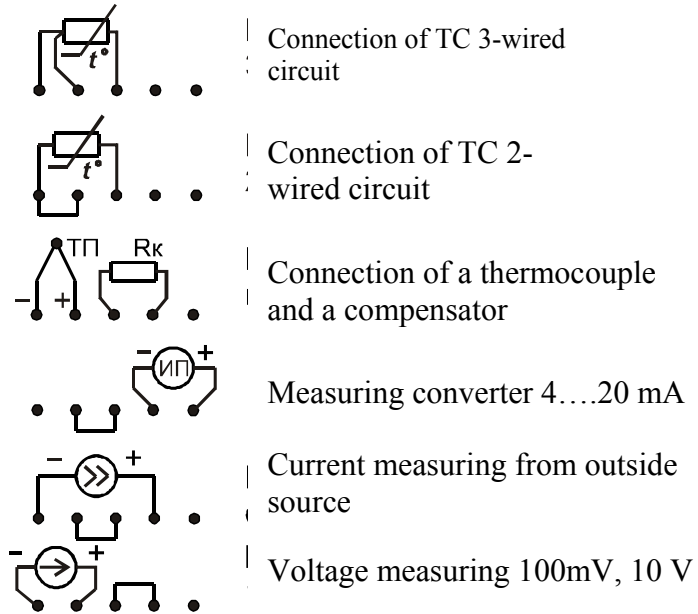 t°
Connection of TC 3-wired
circuit
t°
Connection of TC 2-
wired circuit
ТП Rк
- +
Connection of a thermocouple
and a compensator
- ИП +
Measuring converter 4….20 mA
- +
Current measuring from outside
source
- +
Voltage measuring 100mV, 10 V